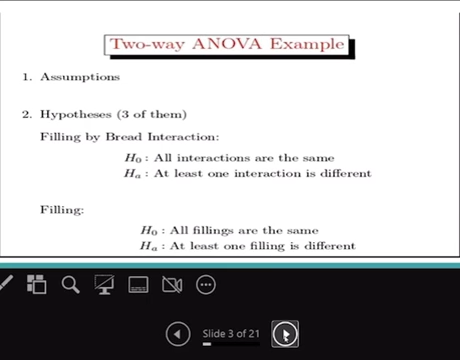 Two-way ANOVA Example
1. Assumptions
2. Hypotheses (3 of them)
Filling by Bread Interaction:
H₀ : All interactions are the same
Hₐ : At least one interaction is different
Filling:
H₀ : All fillings are the same
Hₐ : At least one filling is different
Slide 3 of 21